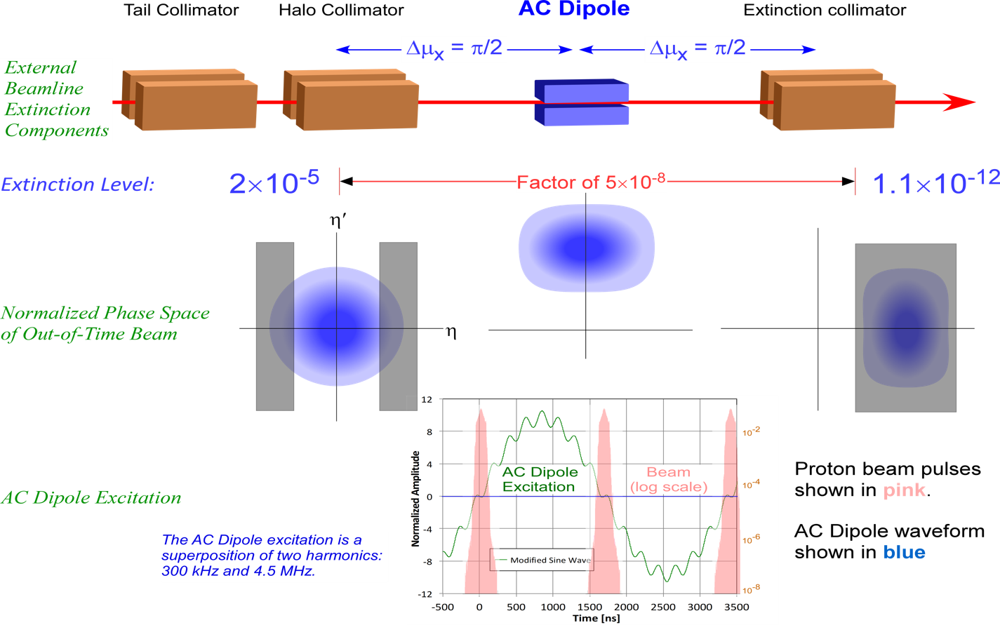 Tail Collimator
Halo Collimator
AC Dipole
Extinction collimator
Δμx = π/2
Δμx = π/2
External
Beamline
Extinction
Components
Extinction Level:
2×10-5
Factor of 5×10-8
1.1×10-12
η′
η
Normalized Phase Space
of Out-of-Time Beam
AC Dipole Excitation
The AC Dipole excitation is a
superposition of two harmonics:
300 kHz and 4.5 MHz.
Normalized Amplitude
12
8
4
0
-4
-8
-12
AC Dipole
Excitation
Beam
(log scale)
Modified Sine Wave
10-2
10-4
10-6
10-8
-500 0 500 1000 1500 2000 2500 3000 3500
Time [ns]
Proton beam pulses
shown in pink.
AC Dipole waveform
shown in blue